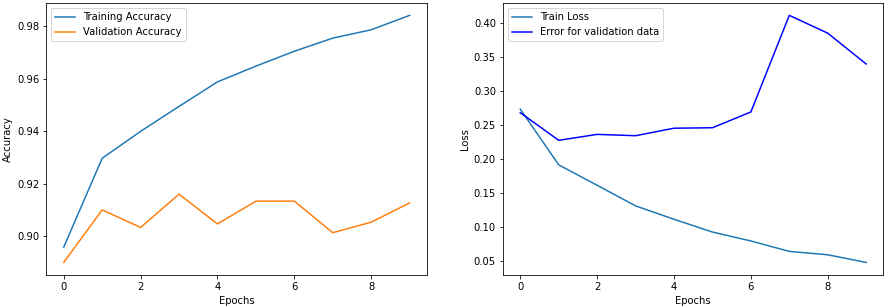 Training Accuracy
Validation Accuracy
0.98
0.96
0.94
0.92
0.90
Accuracy
0
2
4
6
8
Epochs
Train Loss
Error for validation data
0.40
0.35
0.30
0.25
0.20
0.15
0.10
0.05
Loss
0
2
4
6
8
Epochs